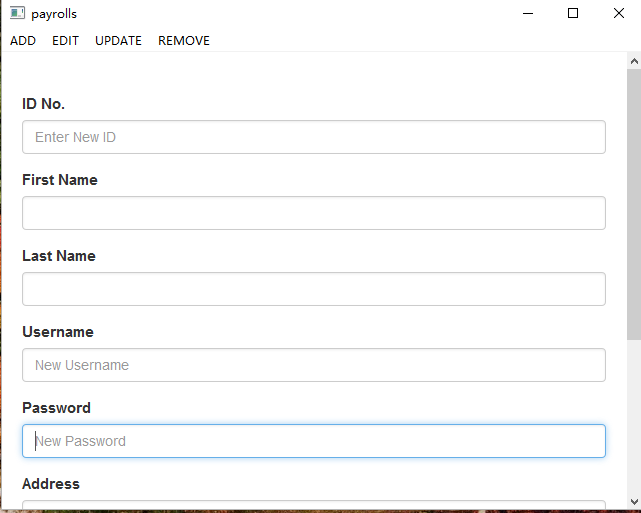 payrolls
ADD EDIT UPDATE REMOVE
ID No.
Enter New ID
First Name
Last Name
Username
New Username
Password
New Password
Address